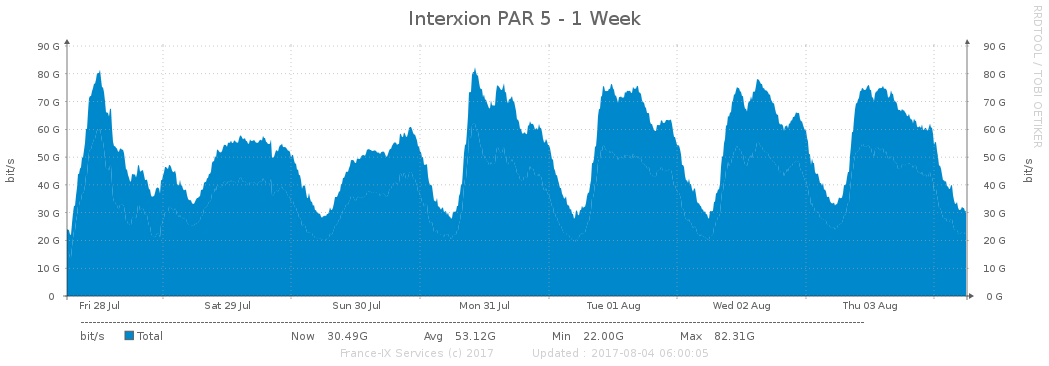 Interxion PAR 5 - 1 Week
RRDTOOL / TOBI OETIKER
bit/s
bit/s
90 G 90 G
80 G 80 G
70 G 70 G
60 G 60 G
50 G 50 G
40 G 40 G
30 G 30 G
20 G 20 G
10 G 10 G
0 0 G
Fri 28 Jul Sat 29 Jul Sun 30 Jul Mon 31 Jul Tue 01 Aug Wed 02 Aug Thu 03 Aug
bit/s Total Now 30.49G Avg 53.12G Min 22.00G Max 82.31G
France-IX Services (c) 2017 Updated : 2017-08-04 06:00:05